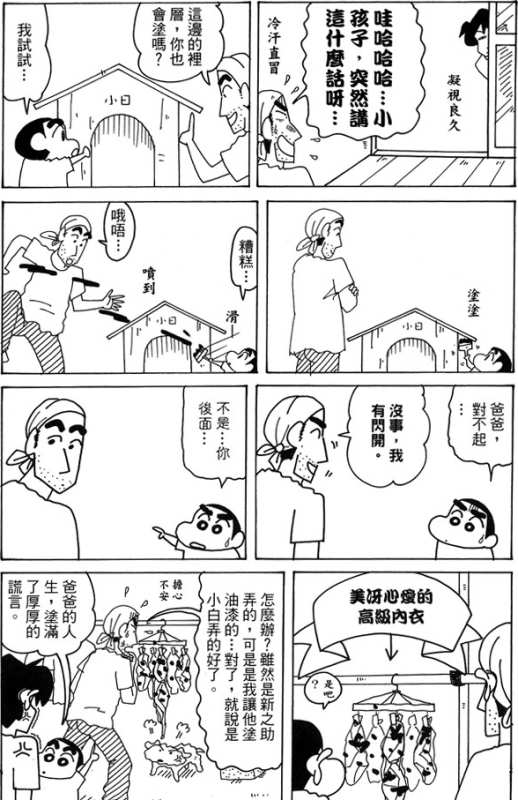 凝視良久
哇哈哈哈…小
孩子，突然講
這什麼話呀…
冷汗直冒
這邊的裡
層，你也
會塗嗎？
小白
我試試…
塗塗
小白
糟糕…
滑
哦唔…
噴到
小白
爸爸，
對不起
…
沒事，我
有閃開。
不是…你
後面…
美冴心愛的
高級內衣
？是吧
怎麼辦？雖然是新之助
弄的，可是是我讓他塗
油漆的…對了，就說是
小白弄的好了。
擔心
不安
爸爸的人
生，塗滿
了厚厚的
謊言。